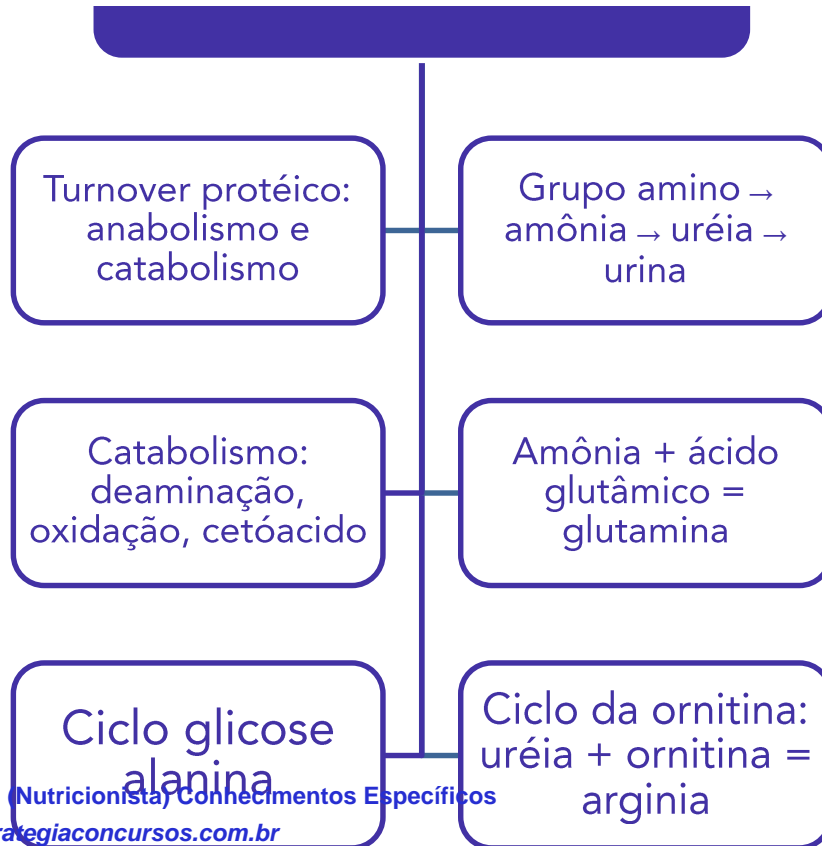 Turnover protéico:
anabolismo e
catabolismo
Grupo amino →
amônia → uréia →
urina
Catabolismo:
deaminação,
oxidação, cetóacido
Amônia + ácido
glutâmico =
glutamina
Ciclo glicose
alanina
Ciclo da ornitina:
uréia + ornitina =
arginia
(Nutricionista) Conhecimentos Específicos
rategiaconcursos.com.br